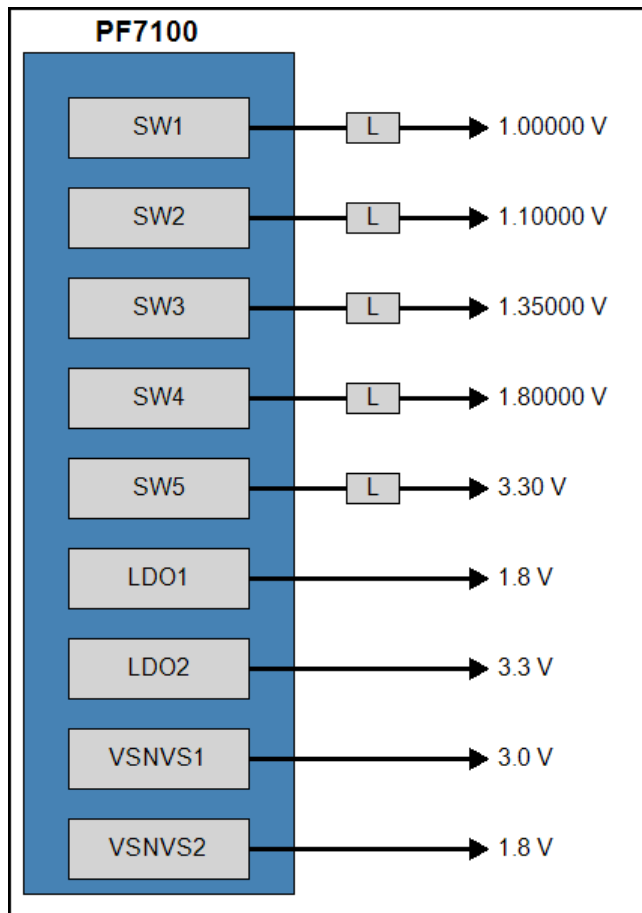 PF7100
SW1 L 1.00000 V
SW2 L 1.10000 V
SW3 L 1.35000 V
SW4 L 1.80000 V
SW5 L 3.30 V
LDO1 1.8 V
LDO2 3.3 V
VSNVS1 3.0 V
VSNVS2 1.8 V